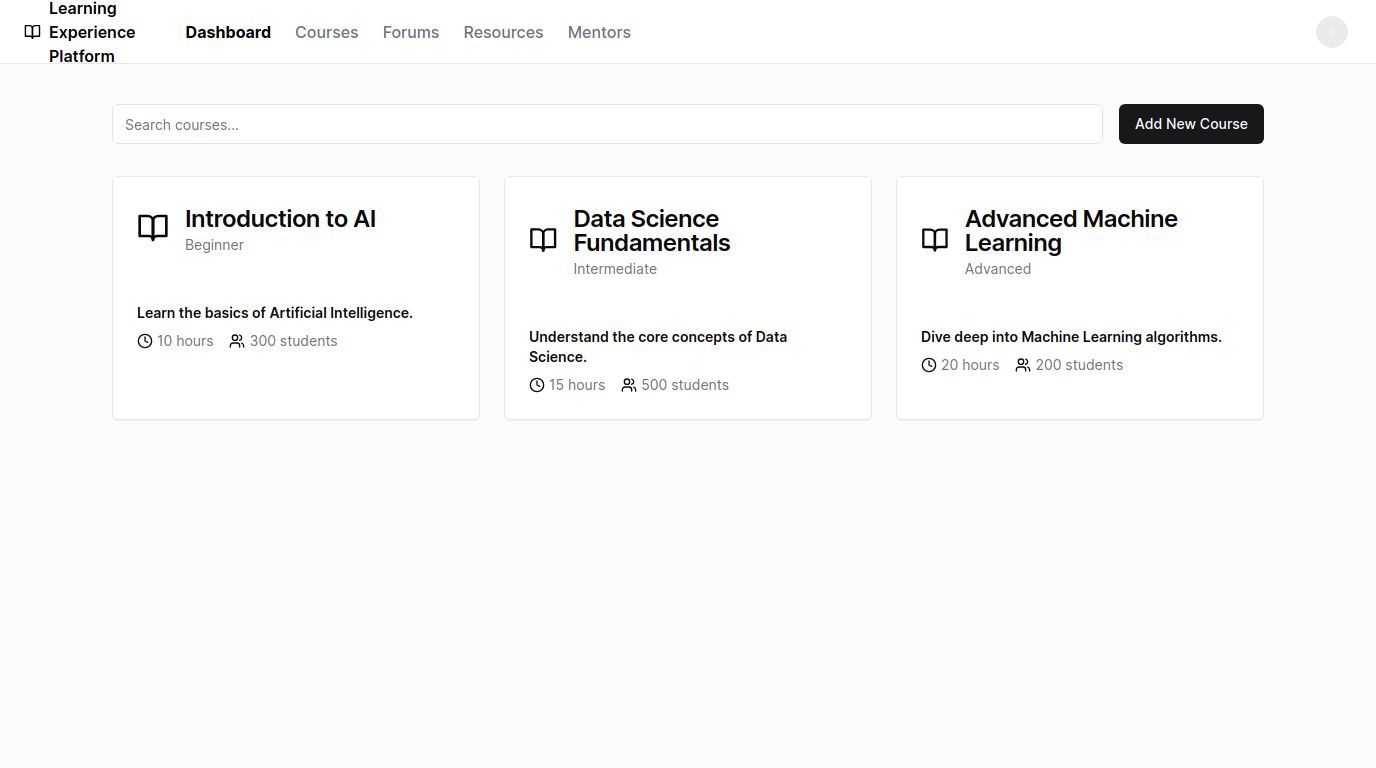 Learning
Experience
Platform
Dashboard
Courses
Forums
Resources
Mentors
Search courses...
Add New Course
Introduction to AI
Beginner
Learn the basics of Artificial Intelligence.
10 hours
300 students
Data Science
Fundamentals
Intermediate
Understand the core concepts of Data
Science.
15 hours
500 students
Advanced Machine
Learning
Advanced
Dive deep into Machine Learning algorithms.
20 hours
200 students